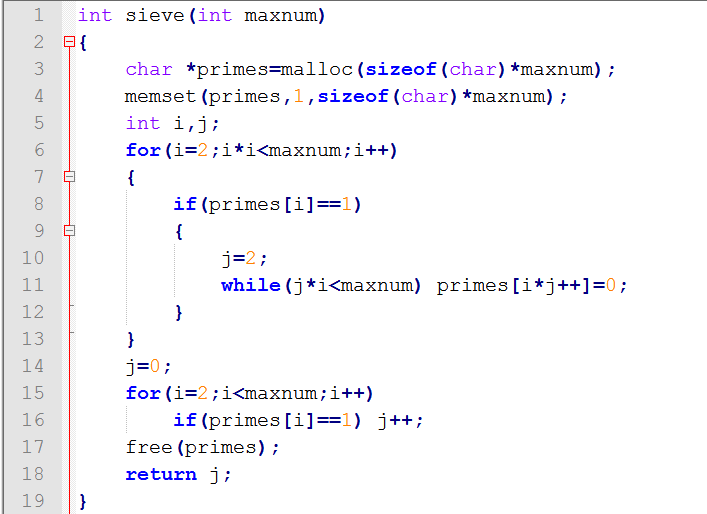 1 int sieve(int maxnum)
2 {
3 char *primes=malloc(sizeof(char)*maxnum);
4 memset(primes,1,sizeof(char)*maxnum);
5 int i,j;
6 for(i=2;i*i<maxnum;i++)
7 {
8 if(primes[i]==1)
9 {
10 j=2;
11 while(j*i<maxnum) primes[i*j++]=0;
12 }
13 }
14 j=0;
15 for(i=2;i<maxnum;i++)
16 if(primes[i]==1) j++;
17 free(primes);
18 return j;
19 }